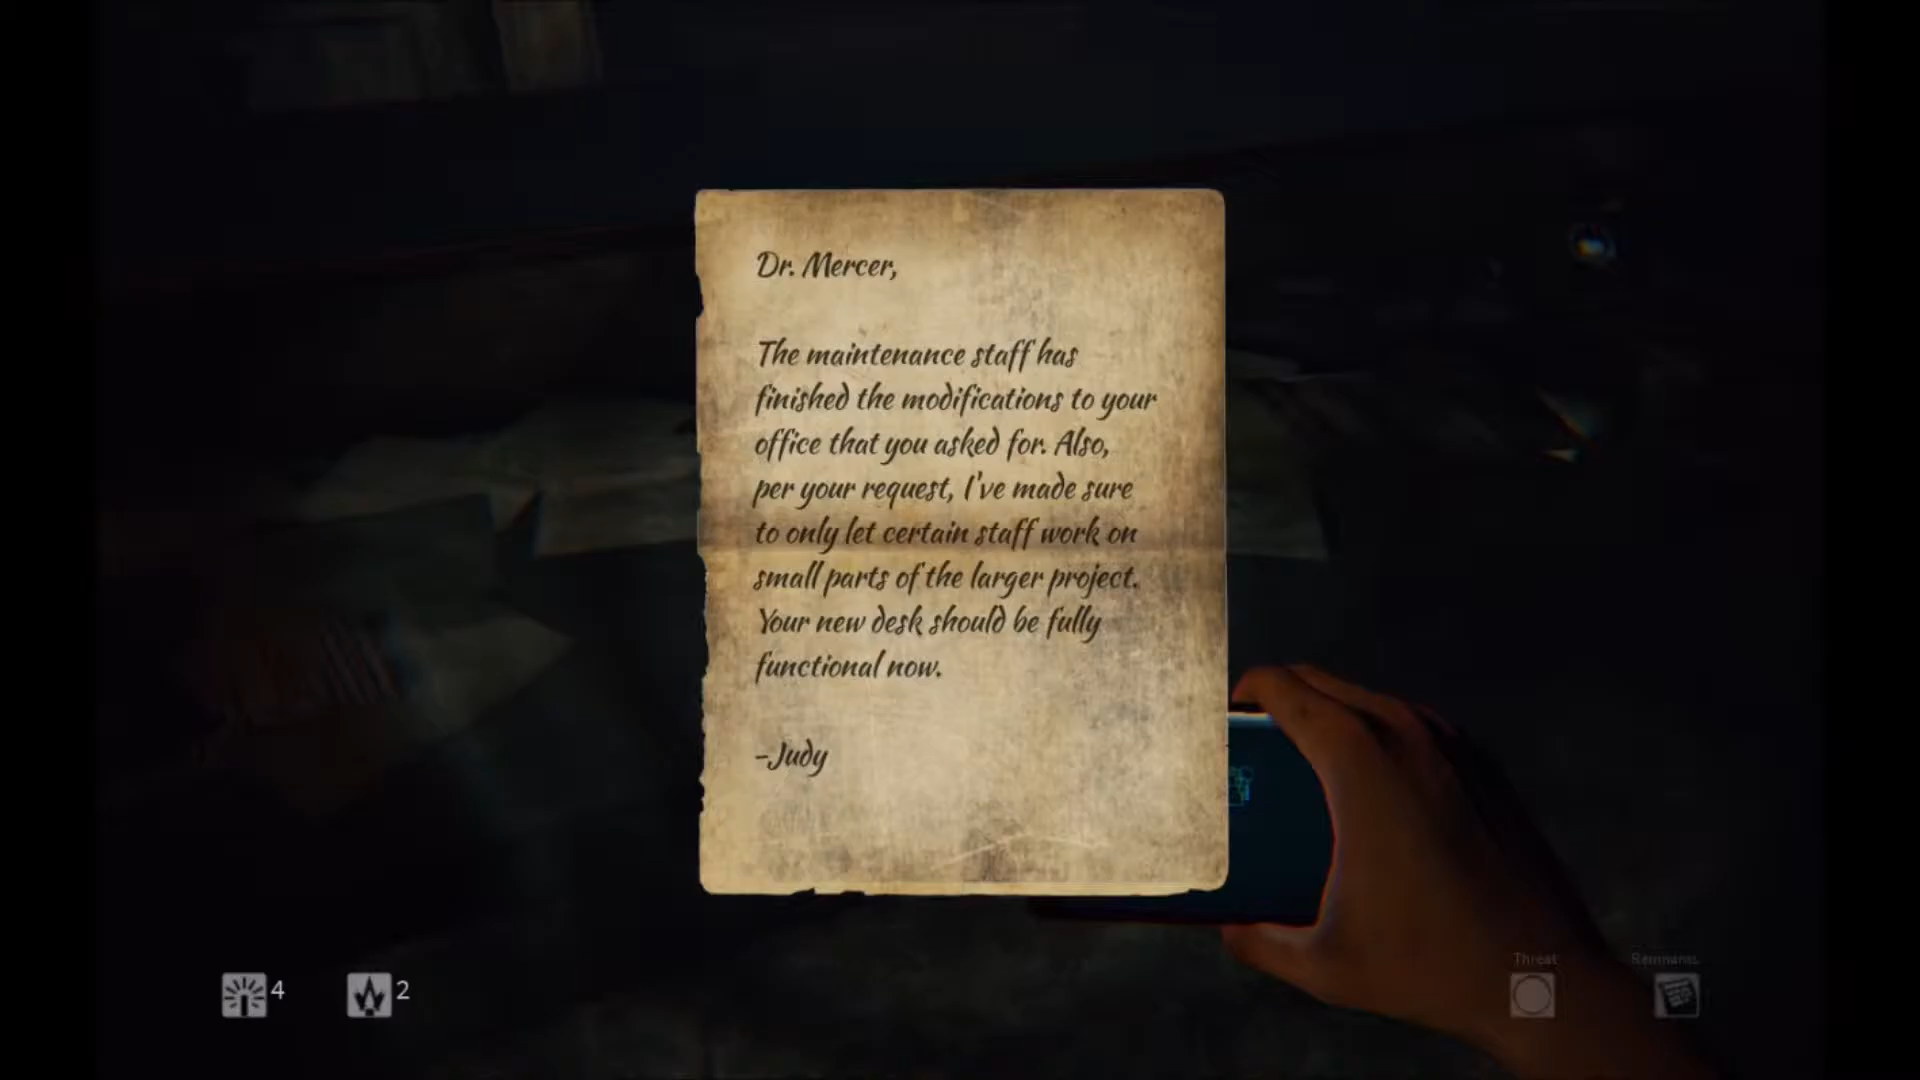 Dr. Mercer,
The maintenance staff has
finished the modifications to your
office that you asked for. Also,
per your request, I've made sure
to only let certain staff work on
small parts of the larger project.
Your new desk should be fully
functional now.
-Judy
4
2
Threat
Remnants